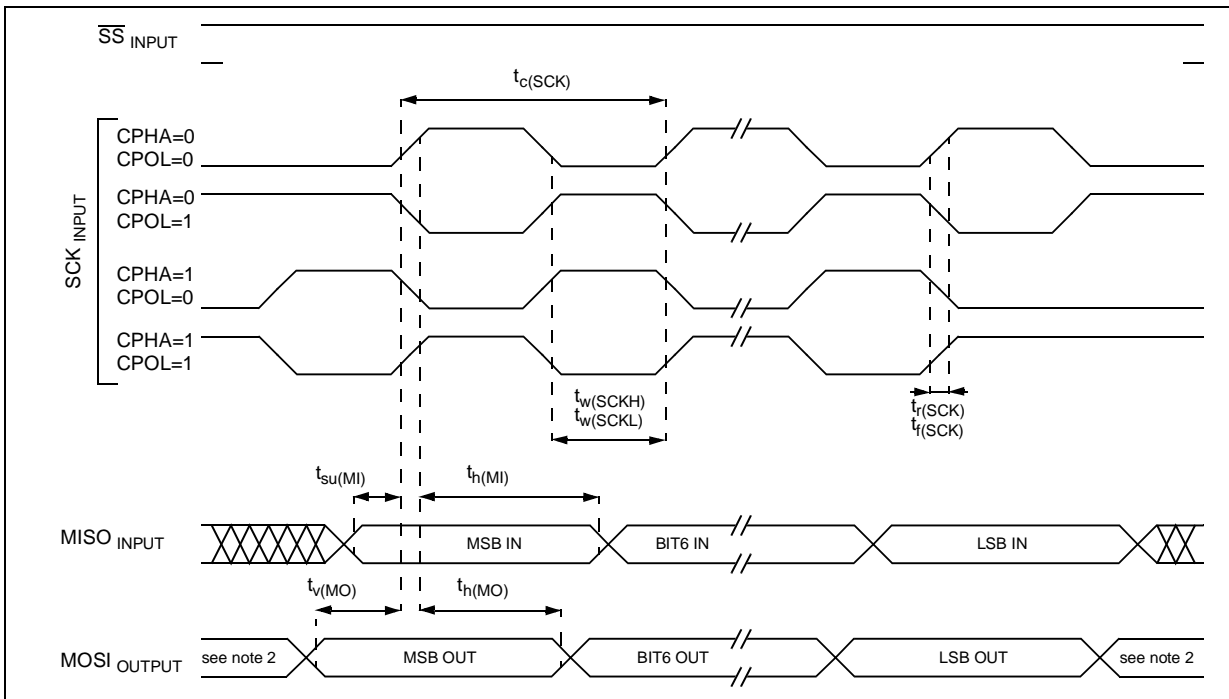 SS INPUT
tc(SCK)
SCK INPUT
CPHA=0
CPOL=0
CPHA=0
CPOL=1
CPHA=1
CPOL=0
CPHA=1
CPOL=1
tw(SCKH)
tw(SCKL)
tr(SCK)
tf(SCK)
tsu(MI)
th(MI)
MISO INPUT
MSB IN
BIT6 IN
LSB IN
tv(MO)
th(MO)
MOSI OUTPUT
see note 2
MSB OUT
BIT6 OUT
LSB OUT
see note 2